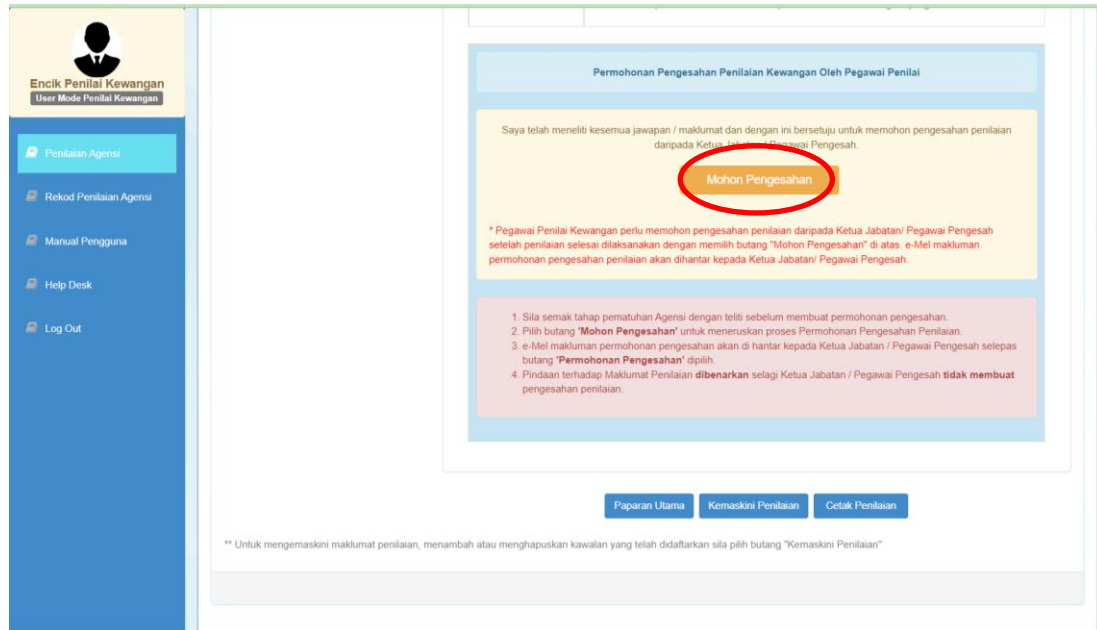 Encik Penilai Kewangan
User Mode Penilai Kewangan
Penilaian Agensi
Rekod Penilaian Agensi
Manual Pengguna
Help Desk
Log Out
Permohonan Pengesahan Penilaian Kewangan Oleh Pegawai Penilai
Saya telah meneliti kesemua jawapan / maklumat dan dengan ini bersetuju untuk memohon pengesahan penilaian
daripada Ketua Jabatan / Pegawai Pengesah.
Mohon Pengesahan
* Pegawai Penilai Kewangan perlu memohon pengesahan penilaian daripada Ketua Jabatan/ Pegawai Pengesah
setelah penilaian selesai dilaksanakan dengan memilih butang "Mohon Pengesahan" di atas. e-Mel makluman
permohonan pengesahan penilaian akan dihantar kepada Ketua Jabatan/ Pegawai Pengesah.
1. Sila semak tahap pematuhan Agensi dengan teliti sebelum membuat permohonan pengesahan.
2. Pilih butang 'Mohon Pengesahan' untuk meneruskan proses Permohonan Pengesahan Penilaian.
3. e-Mel makluman permohonan pengesahan akan di hantar kepada Ketua Jabatan / Pegawai Pengesah selepas
butang 'Permohonan Pengesahan' dipilih.
4. Pindaan terhadap Maklumat Penilaian dibenarkan selagi Ketua Jabatan / Pegawai Pengesah tidak membuat
pengesahan penilaian.
Paparan Utama
Kemaskini Penilaian
Cetak Penilaian
** Untuk mengemaskini maklumat penilaian, menambah atau menghapuskan kawalan yang telah didaftarkan sila pilih butang "Kemaskini Penilaian"